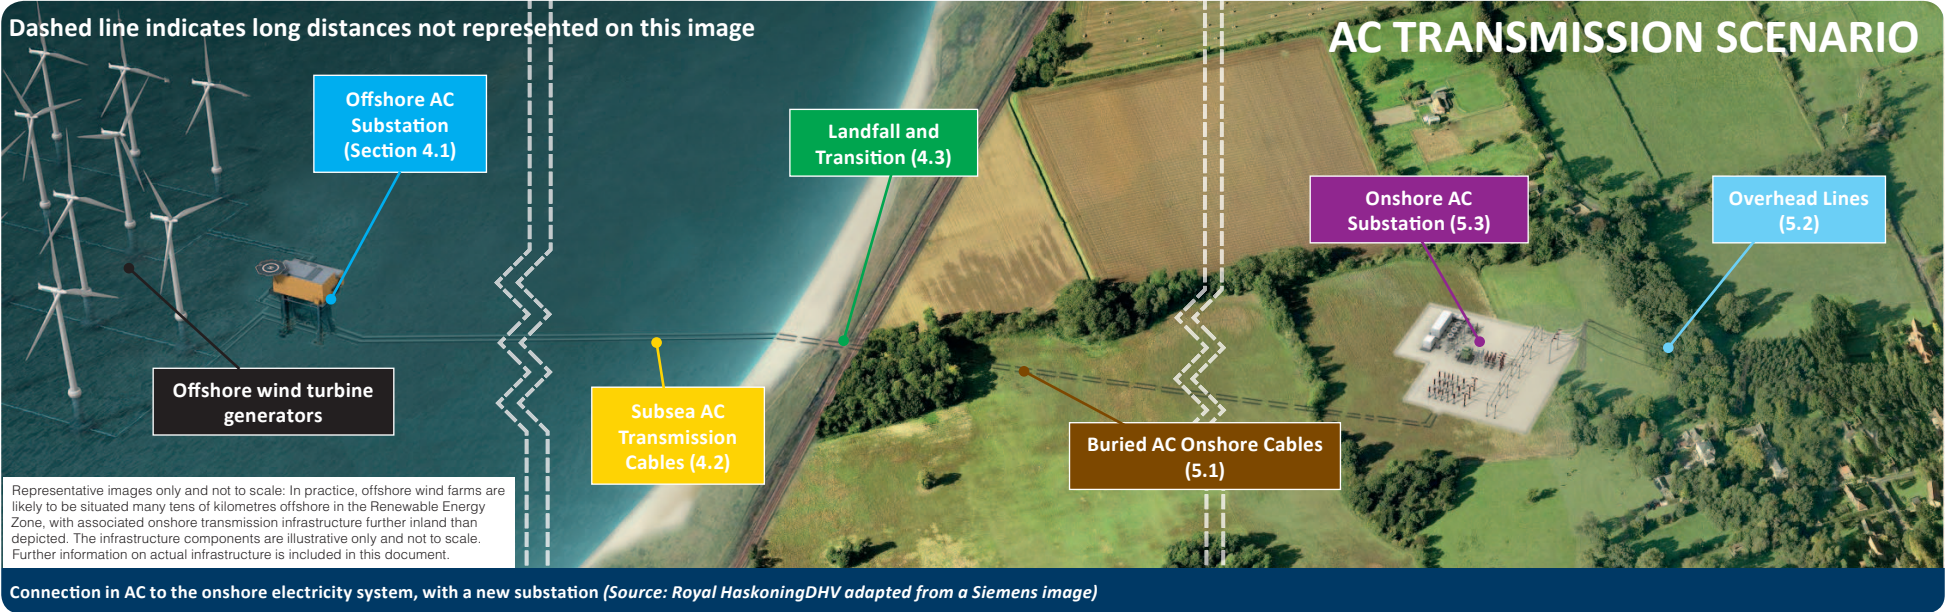 Dashed line indicates long distances not represented on this image
AC TRANSMISSION SCENARIO
Offshore AC
Substation
(Section 4.1)
Landfall and
Transition (4.3)
Onshore AC
Substation (5.3)
Overhead Lines
(5.2)
Offshore wind turbine
generators
Subsea AC
Transmission
Cables (4.2)
Buried AC Onshore Cables
(5.1)
Representative images only and not to scale: In practice, offshore wind farms are
likely to be situated many tens of kilometres offshore in the Renewable Energy
Zone, with associated onshore transmission infrastructure further inland than
depicted. The infrastructure components are illustrative only and not to scale.
Further information on actual infrastructure is included in this document.
Connection in AC to the onshore electricity system, with a new substation (Source: Royal HaskoningDHV adapted from a Siemens image)